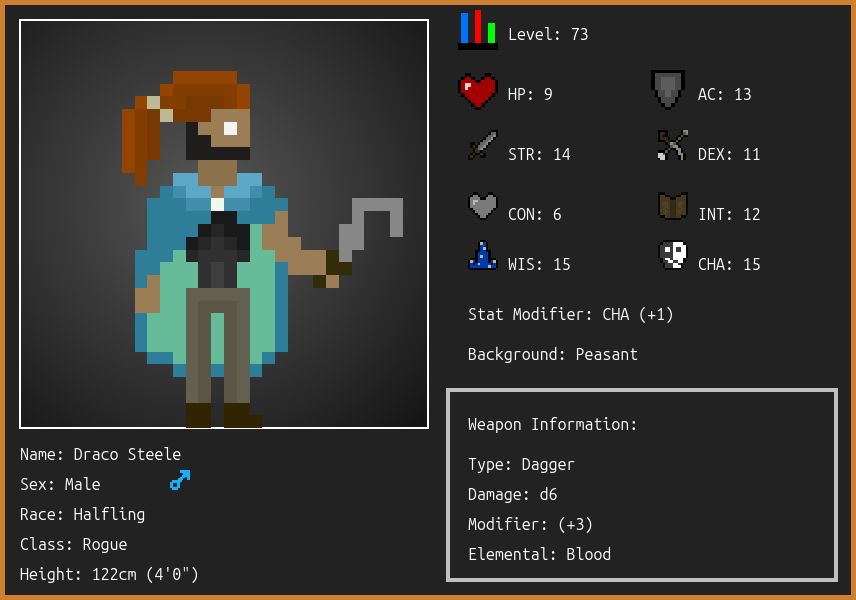 Level: 73
HP: 9
AC: 13
STR: 14
DEX: 11
CON: 6
INT: 12
WIS: 15
CHA: 15
Stat Modifier: CHA (+1)
Background: Peasant
Weapon Information:
Type: Dagger
Damage: d6
Modifier: (+3)
Elemental: Blood
Name: Draco Steele
Sex: Male
Race: Halfling
Class: Rogue
Height: 122cm (4'0")